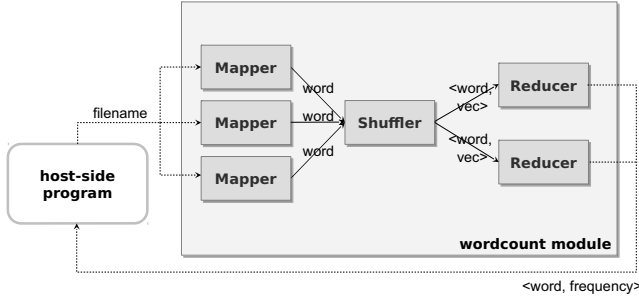 Mapper
Mapper
Mapper
filename
word
word
word
Shuffler
<word,
vec>
<word,
vec>
Reducer
Reducer
host-side
program
wordcount module
<word, frequency>